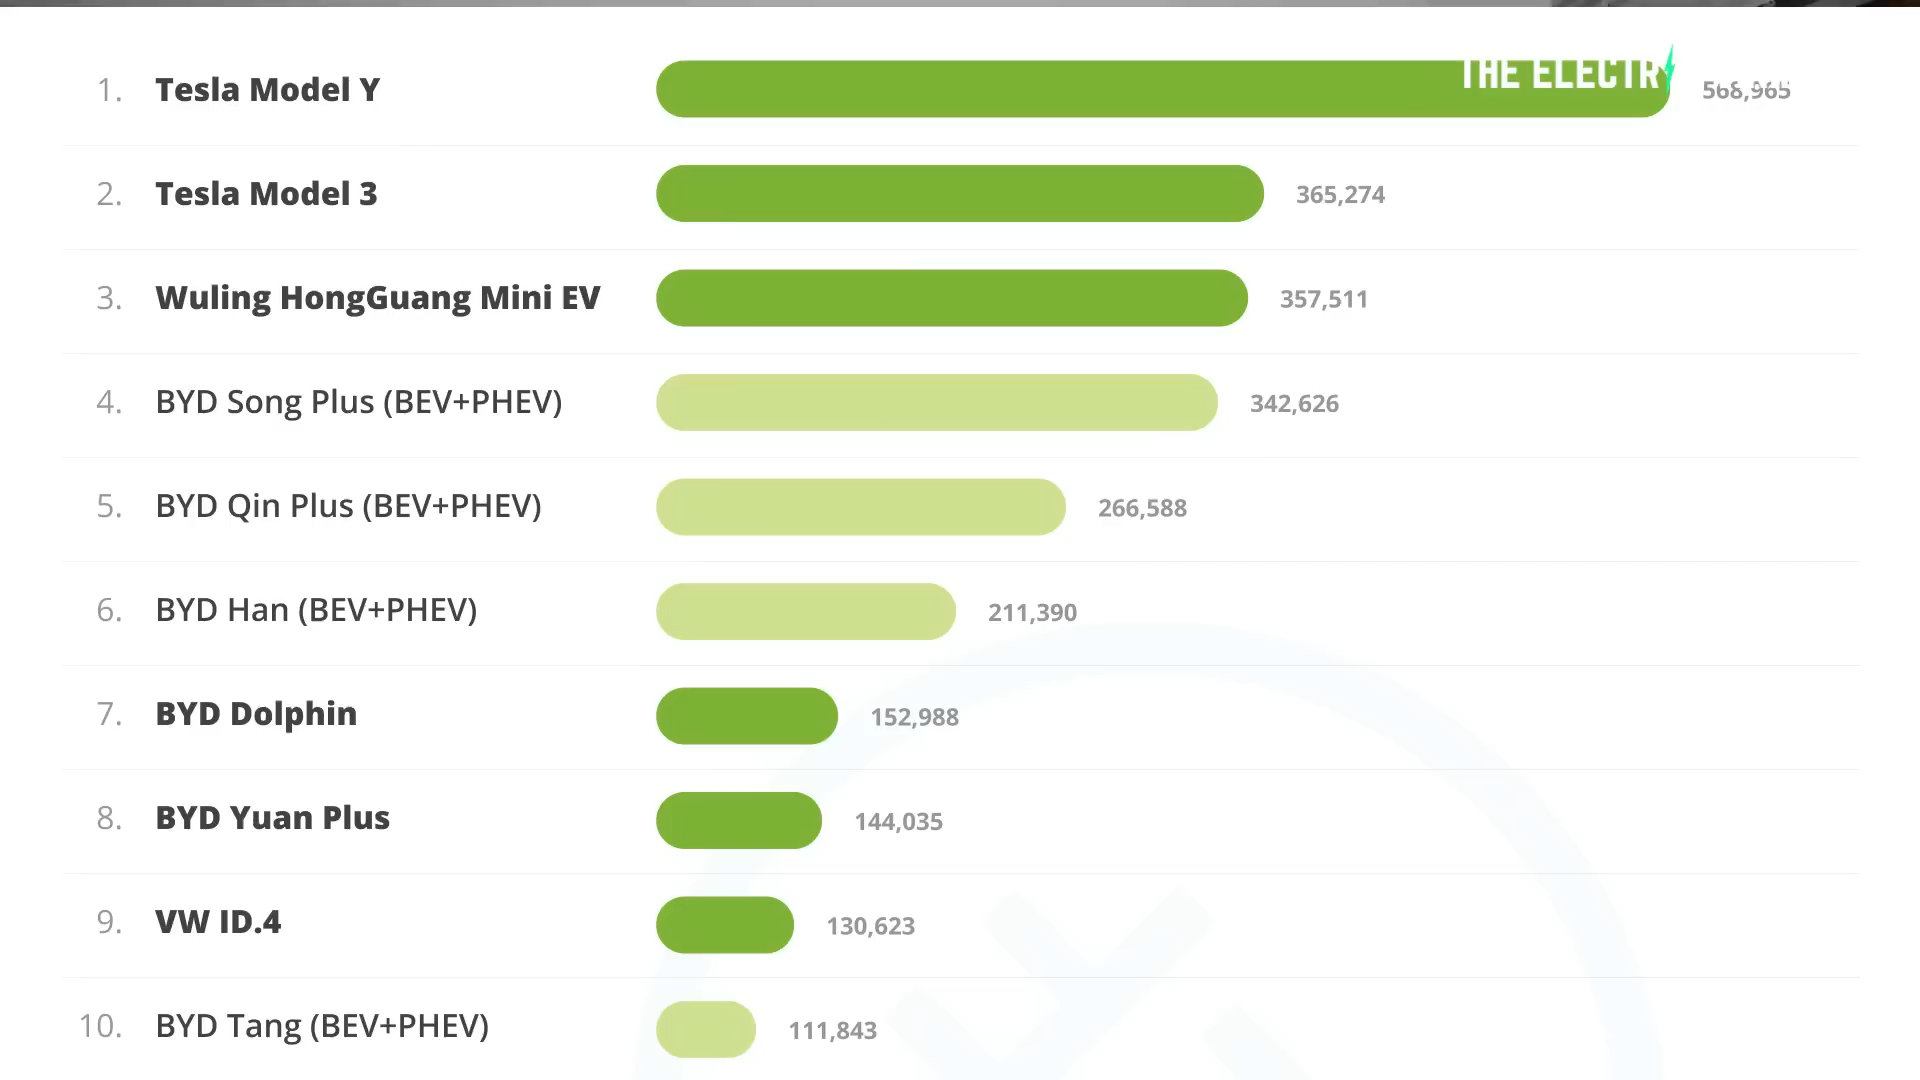 THE ELECTR
1. Tesla Model Y 568,965
2. Tesla Model 3 365,274
3. Wuling HongGuang Mini EV 357,511
4. BYD Song Plus (BEV+PHEV) 342,626
5. BYD Qin Plus (BEV+PHEV) 266,588
6. BYD Han (BEV+PHEV) 211,390
7. BYD Dolphin 152,988
8. BYD Yuan Plus 144,035
9. VW ID.4 130,623
10. BYD Tang (BEV+PHEV) 111,843